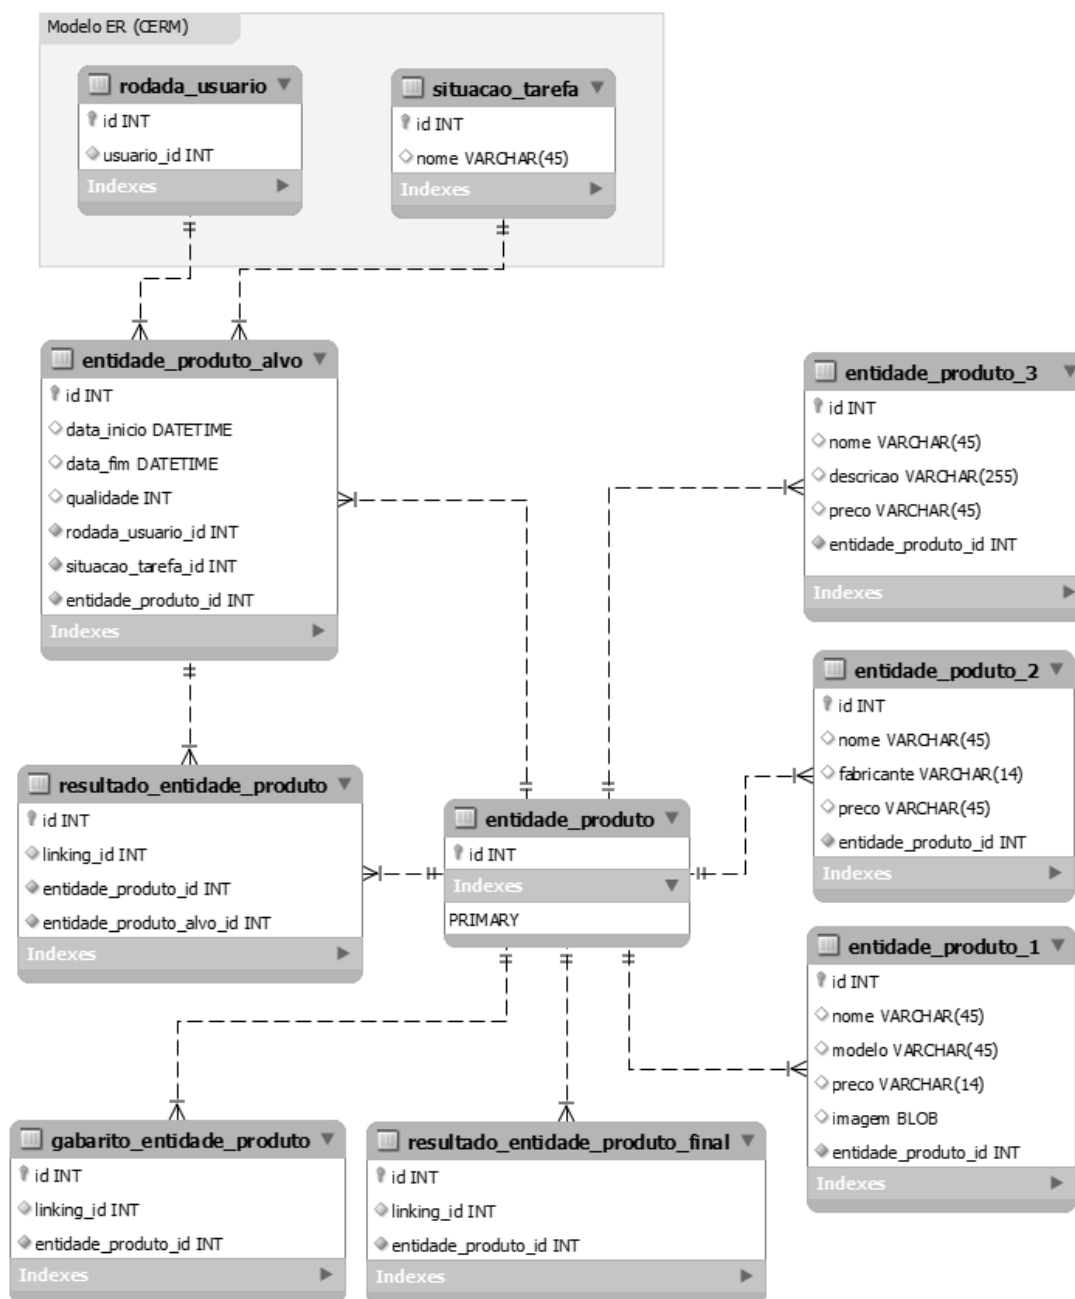 Modelo ER (CERM)
rodada_usuario
id INT
usuario_id INT
Indexes
situacao_tarefa
id INT
nome VARCHAR(45)
Indexes
entidade_produto_alvo
id INT
data_inicio DATETIME
data_fim DATETIME
qualidade INT
rodada_usuario_id INT
situacao_tarefa_id INT
entidade_produto_id INT
Indexes
entidade_produto_3
id INT
nome VARCHAR(45)
descricao VARCHAR(255)
preco VARCHAR(45)
entidade_produto_id INT
Indexes
entidade_poduto_2
id INT
nome VARCHAR(45)
fabricante VARCHAR(14)
preco VARCHAR(45)
entidade_produto_id INT
Indexes
resultado_entidade_produto
id INT
linking_id INT
entidade_produto_id INT
entidade_produto_alvo_id INT
Indexes
entidade_produto
id INT
Indexes
PRIMARY
entidade_produto_1
id INT
nome VARCHAR(45)
modelo VARCHAR(45)
preco VARCHAR(14)
imagem BLOB
entidade_produto_id INT
Indexes
gabarito_entidade_produto
id INT
linking_id INT
entidade_produto_id INT
Indexes
resultado_entidade_produto_final
id INT
linking_id INT
entidade_produto_id INT
Indexes